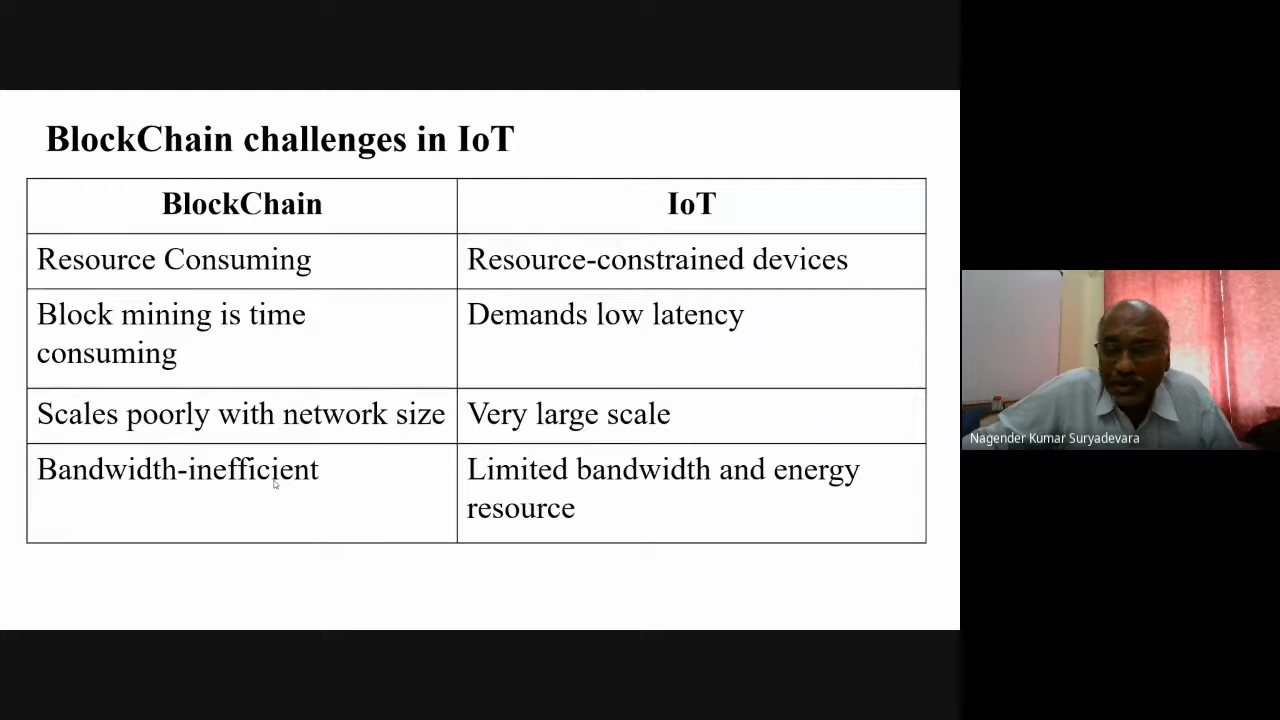 BlockChain challenges in IoT
BlockChain
IoT
Resource Consuming
Resource-constrained devices
Block mining is time
consuming
Demands low latency
Scales poorly with network size
Very large scale
Bandwidth-inefficient
Limited bandwidth and energy
resource
Nagender Kumar Suryadevara